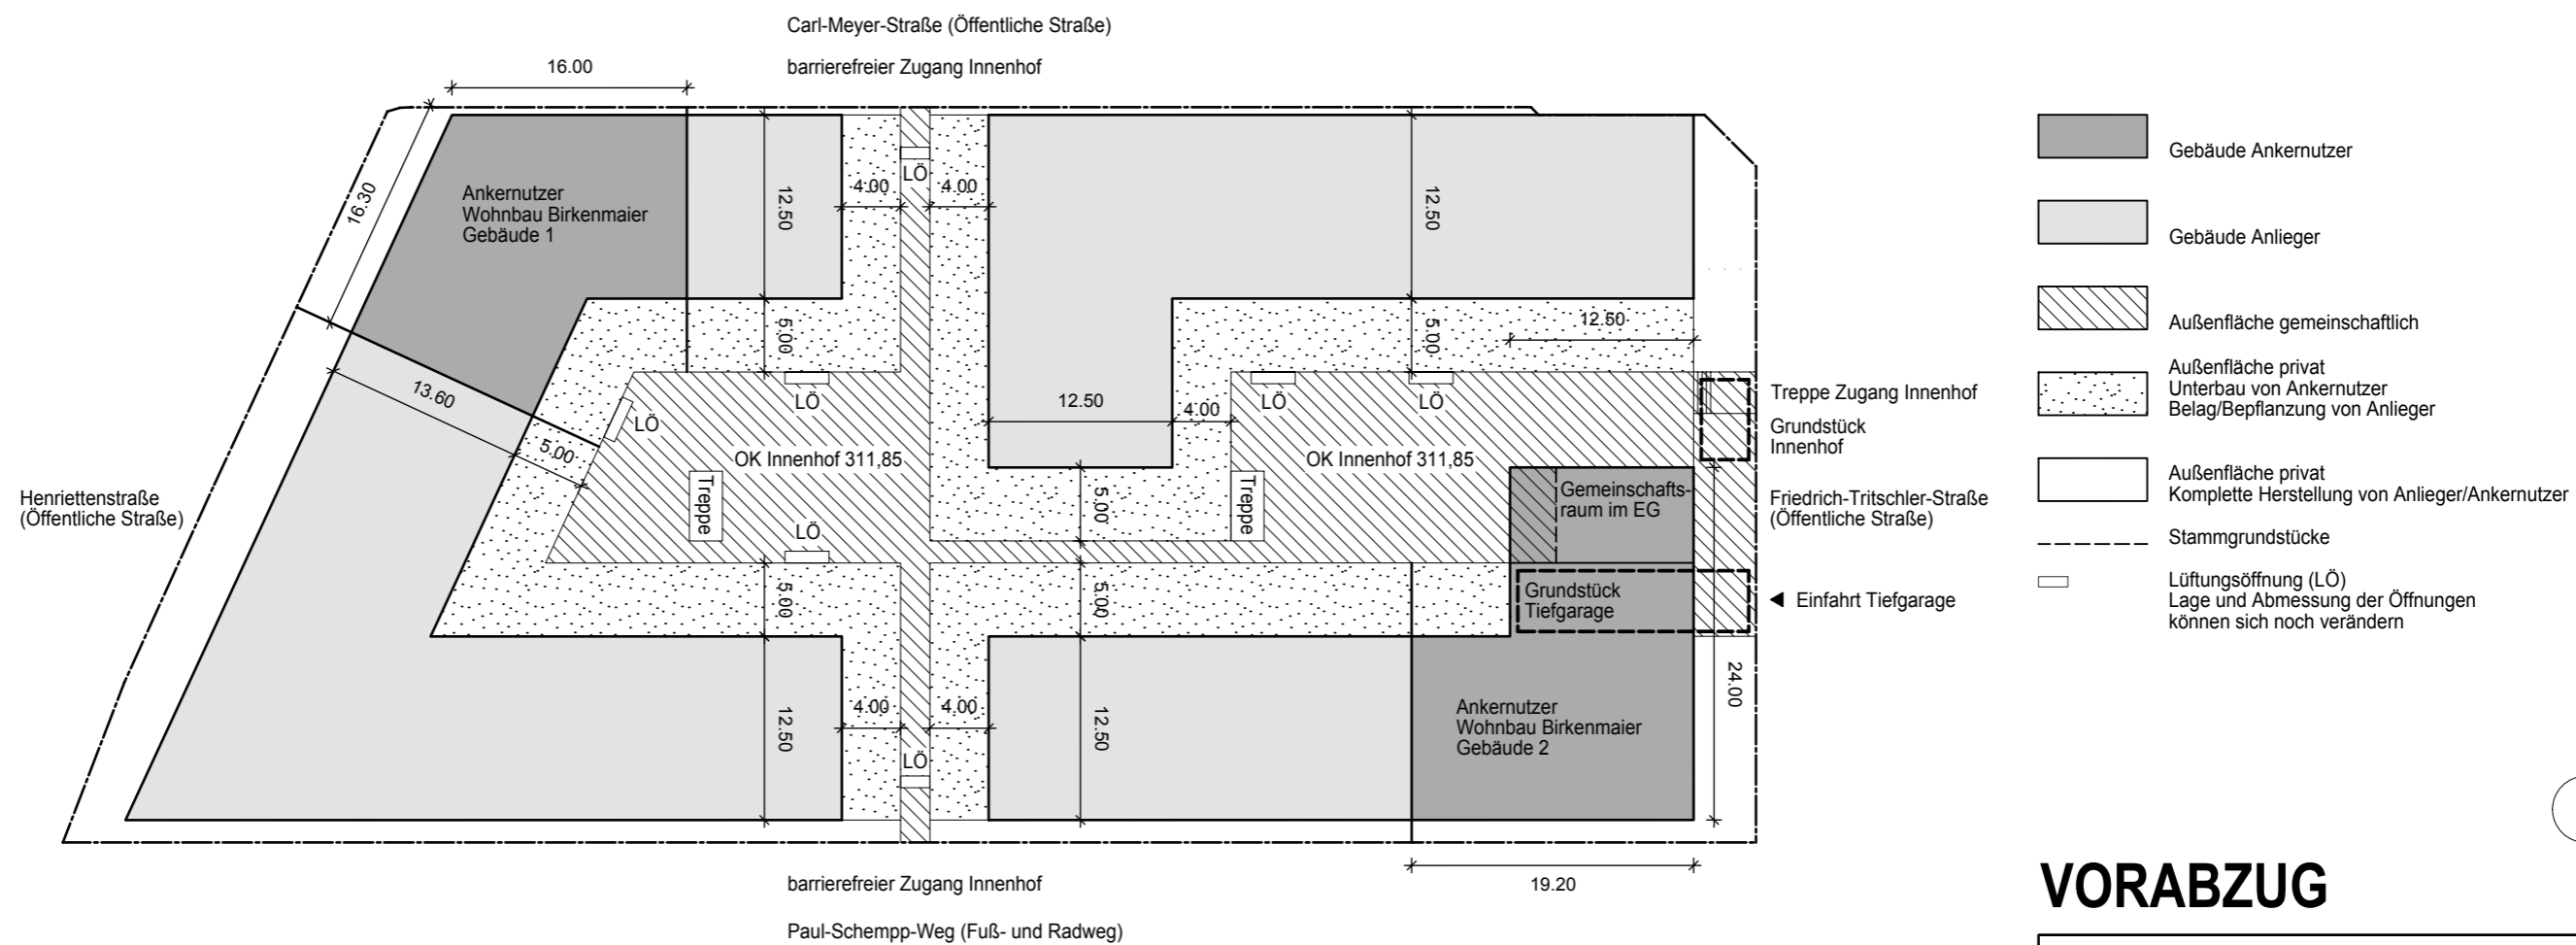 Carl-Meyer-Straße (Öffentliche Straße)
barrierefreier Zugang Innenhof
16.00
16.30
Ankernutzer
Wohnbau Birkenmaier
Gebäude 1
12.50
4.00
LÖ
4.00
12.50
5.00
5.00
12.50
13.60
5.00
LÖ
LÖ
12.50
4.00
LÖ
LÖ
OK Innenhof 311,85
OK Innenhof 311,85
Treppe
LÖ
5.00
Treppe
Gemeinschafts-
raum im EG
Henriettenstraße
(Öffentliche Straße)
Treppe Zugang Innenhof
Grundstück
Innenhof
Friedrich-Tritschler-Straße
(Öffentliche Straße)
5.00
5.00
Grundstück
Tiefgarage
Einfahrt Tiefgarage
12.50
4.00
4.00
LÖ
12.50
Ankernutzer
Wohnbau Birkenmaier
Gebäude 2
24.00
19.20
barrierefreier Zugang Innenhof
Paul-Schempp-Weg (Fuß- und Radweg)
Gebäude Ankernutzer
Gebäude Anlieger
Außenfläche gemeinschaftlich
Außenfläche privat
Unterbau von Ankernutzer
Belag/Bepflanzung von Anlieger
Außenfläche privat
Komplette Herstellung von Anlieger/Ankernutzer
Stammgrundstücke
Lüftungsöffnung (LÖ)
Lage und Abmessung der Öffnungen
können sich noch verändern
VORABZUG